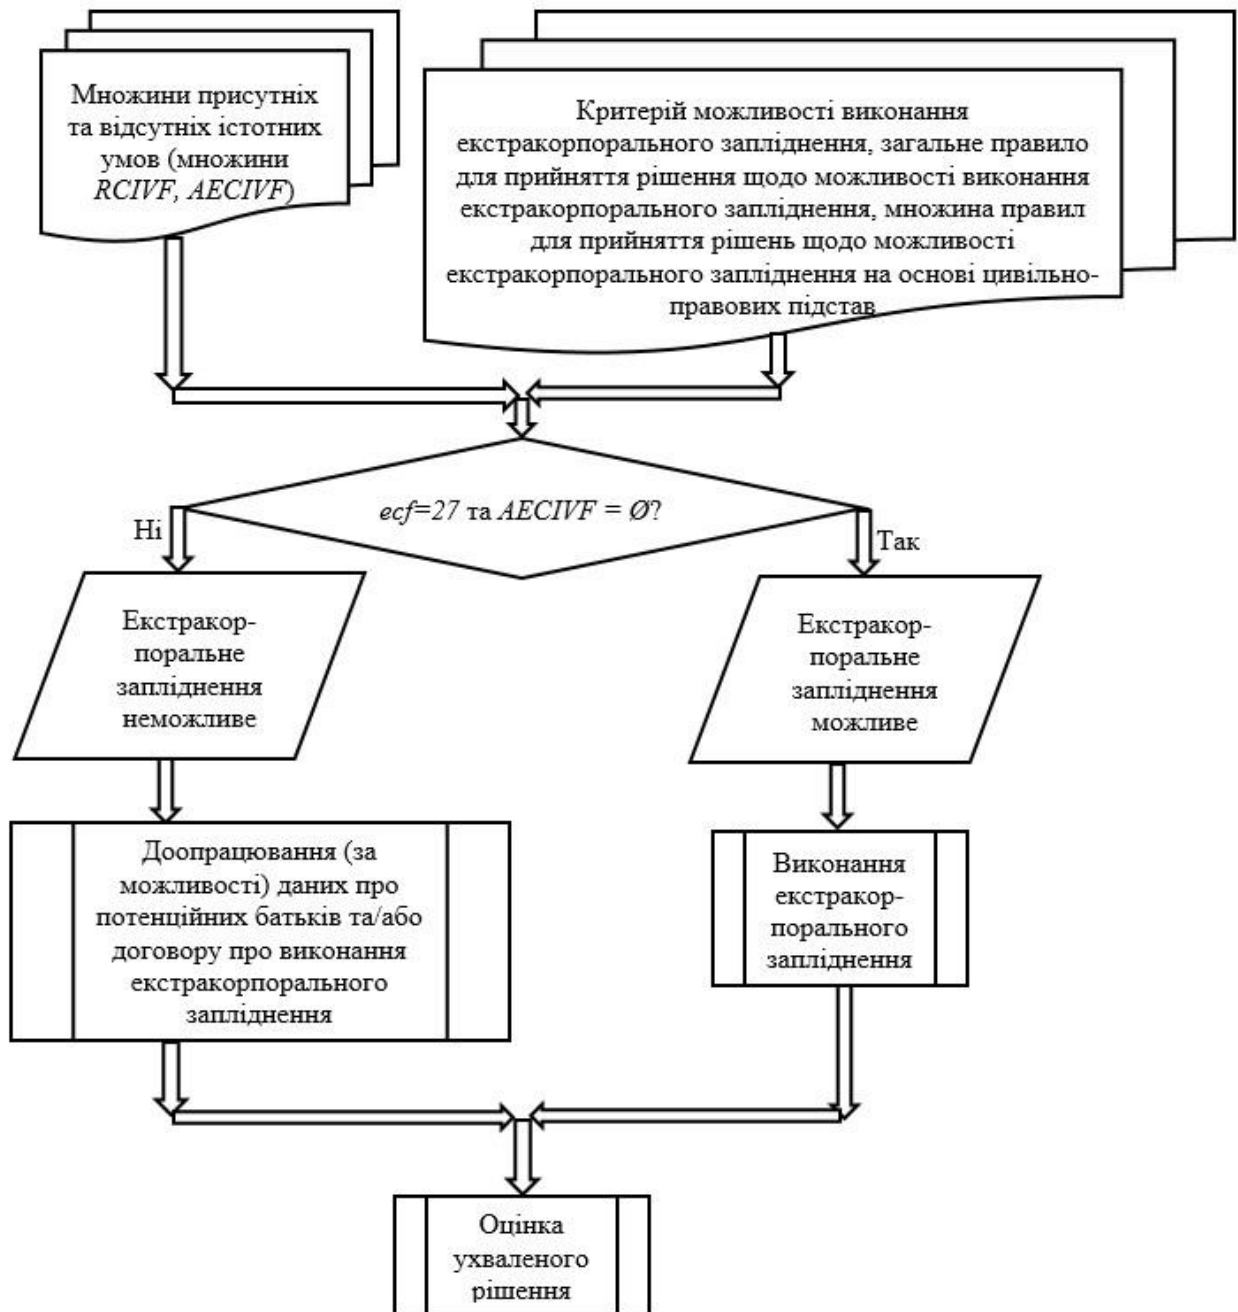 Множини присутніх
та відсутніх істотних
умов (множини
RCIVF, AECIVF)
Критерій можливості виконання
екстракорпорального запліднення, загальне правило
для прийняття рішення щодо можливості виконання
екстракорпорального запліднення, множина правил
для прийняття рішень щодо можливості
екстракорпорального запліднення на основі цивільно-
правових підстав
ecf=27 та AECIVF = Ø?
Ні
Так
Екстракор-
поральне
запліднення
неможливе
Екстракор-
поральне
запліднення
можливе
Доопрацювання (за
можливості) даних про
потенційних батьків та/або
договору про виконання
екстракорпорального
запліднення
Виконання
екстракор-
порального
запліднення
Оцінка
ухваленого
рішення